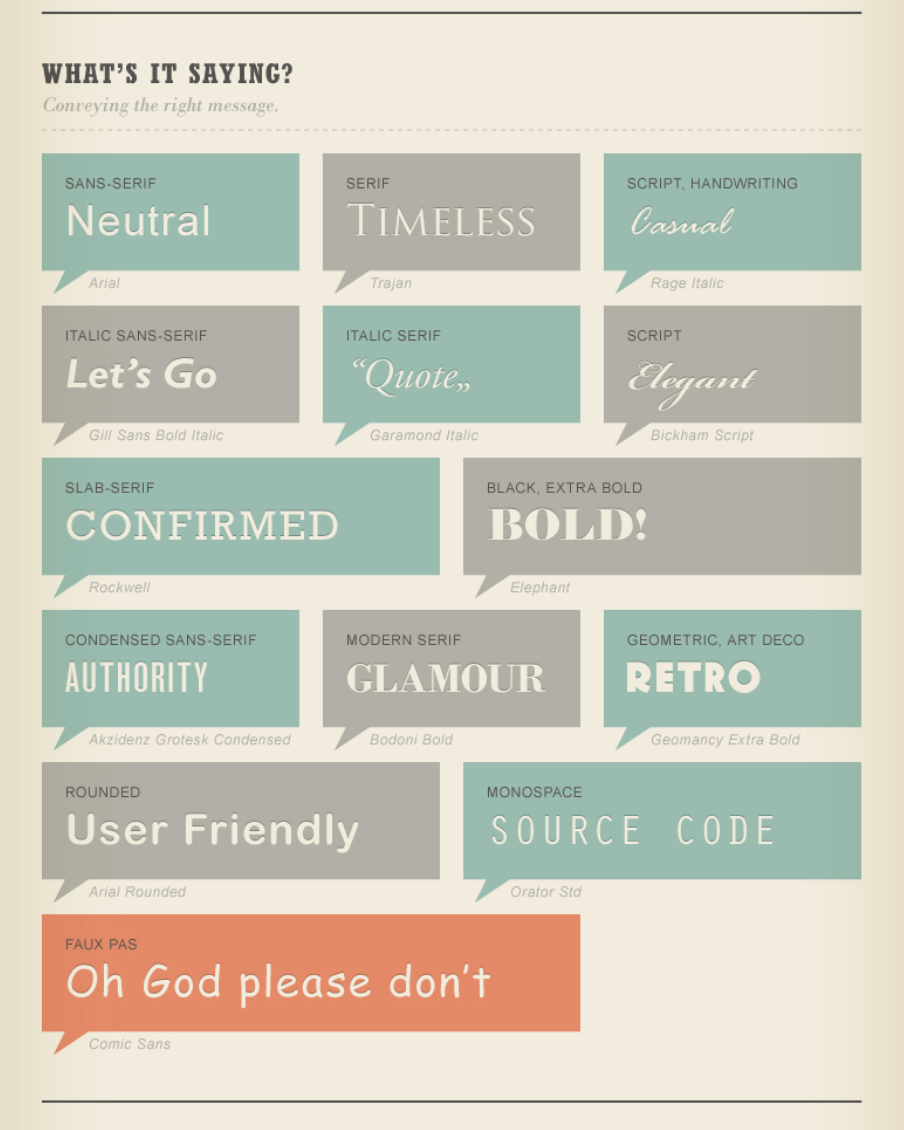 WHAT'S IT SAYING?
Conveying the right message.
SANS-SERIF
Neutral
Arial
SERIF
TIMELESS
Trajan
SCRIPT, HANDWRITING
Casual
Rage Italic
ITALIC SANS-SERIF
Let's Go
Gill Sans Bold Italic
ITALIC SERIF
“Quote„
Garamond Italic
SCRIPT
Elegant
Bickham Script
SLAB-SERIF
CONFIRMED
Rockwell
BLACK, EXTRA BOLD
BOLD!
Elephant
CONDENSED SANS-SERIF
AUTHORITY
Akzidenz Grotesk Condensed
MODERN SERIF
GLAMOUR
Bodoni Bold
GEOMETRIC, ART DECO
RETRO
Geomancy Extra Bold
ROUNDED
User Friendly
Arial Rounded
MONOSPACE
SOURCE CODE
Orator Std
FAUX PAS
Oh God please don't
Comic Sans